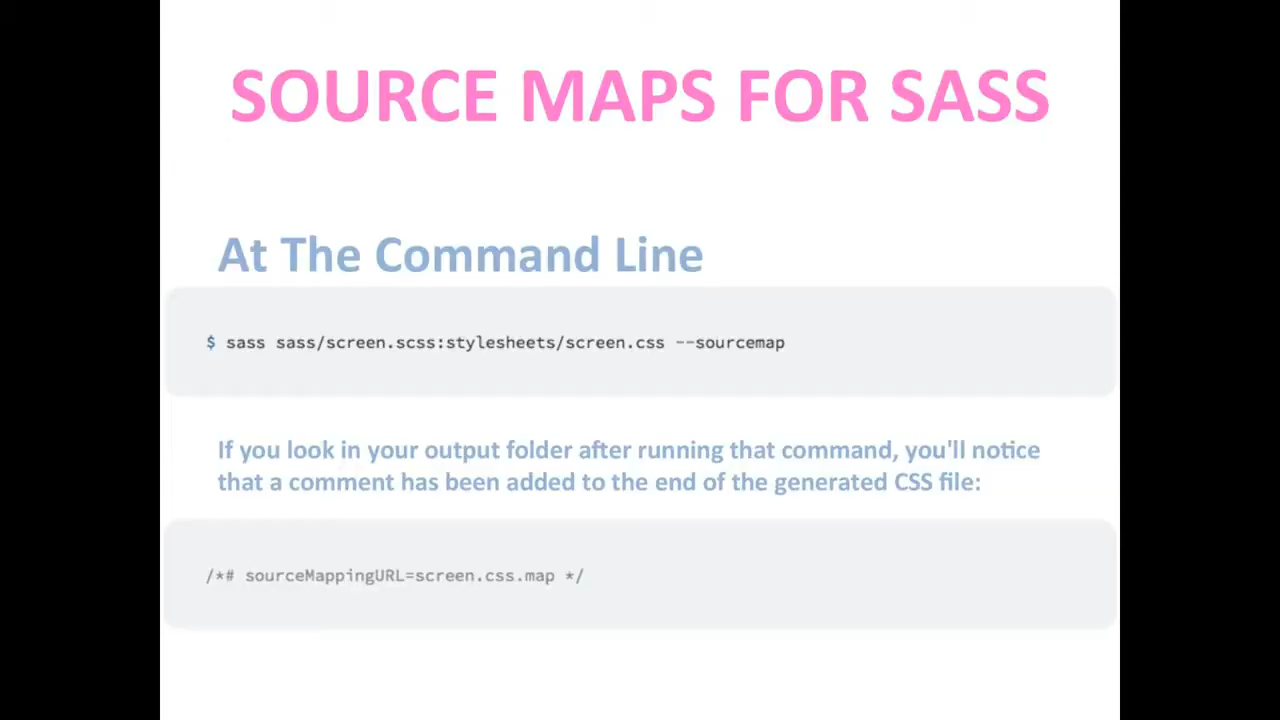 SOURCE MAPS FOR SASS
At The Command Line
$ sass sass/screen.scss:stylesheets/screen.css --sourcemap
If you look in your output folder after running that command, you'll notice
that a comment has been added to the end of the generated CSS file:
/*# sourceMappingURL=screen.css.map */